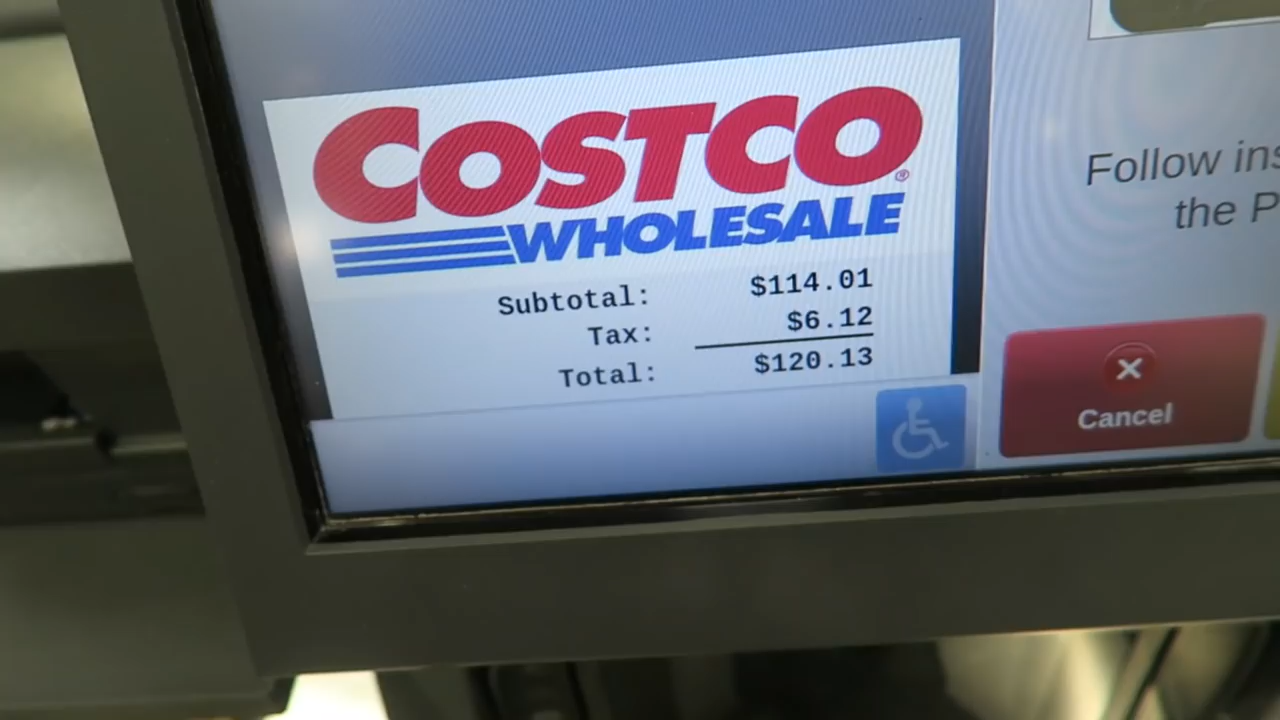 COSTCO®
WHOLESALE
Subtotal: $114.01
Tax: $6.12
Total: $120.13
Follow ins
the P
Cancel